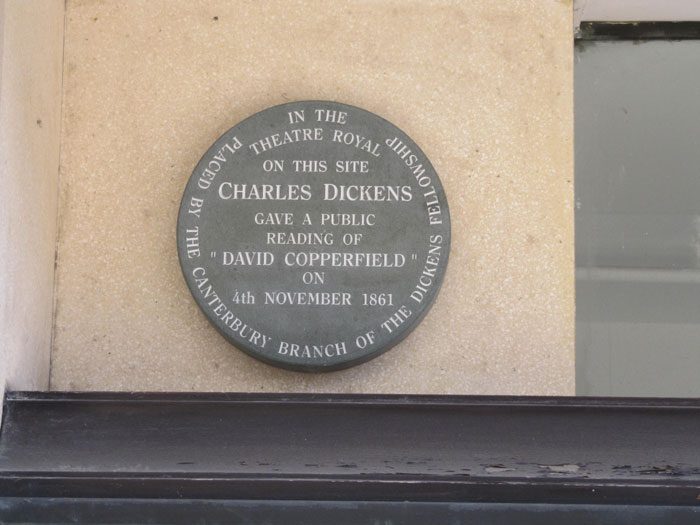 IN THE
THEATRE ROYAL
ON THIS SITE
CHARLES DICKENS
GAVE A PUBLIC
READING OF
"DAVID COPPERFIELD"
ON
4th NOVEMBER 1861
PLACED BY THE CANTERBURY BRANCH OF THE DICKENS FELLOWSHIP